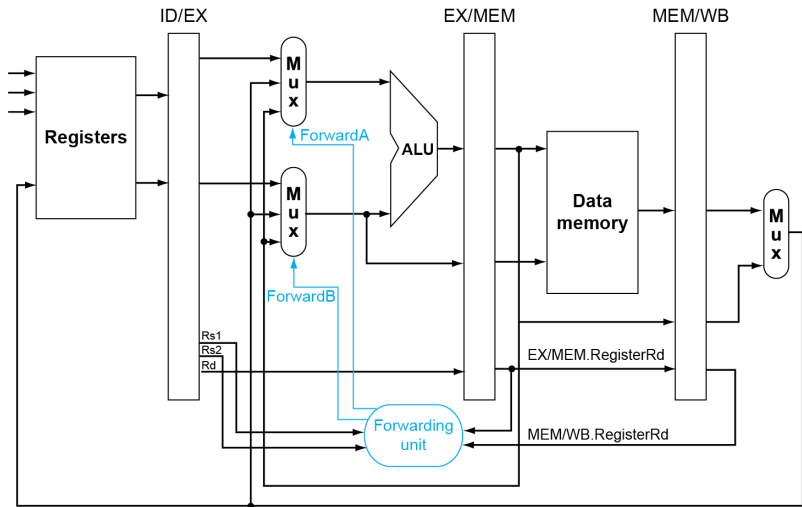 ID/EX
EX/MEM
MEM/WB
Registers
M
u
x
ForwardA
ALU
M
u
x
ForwardB
Data
memory
M
u
x
Rs1
Rs2
Rd
EX/MEM.RegisterRd
Forwarding
unit
MEM/WB.RegisterRd